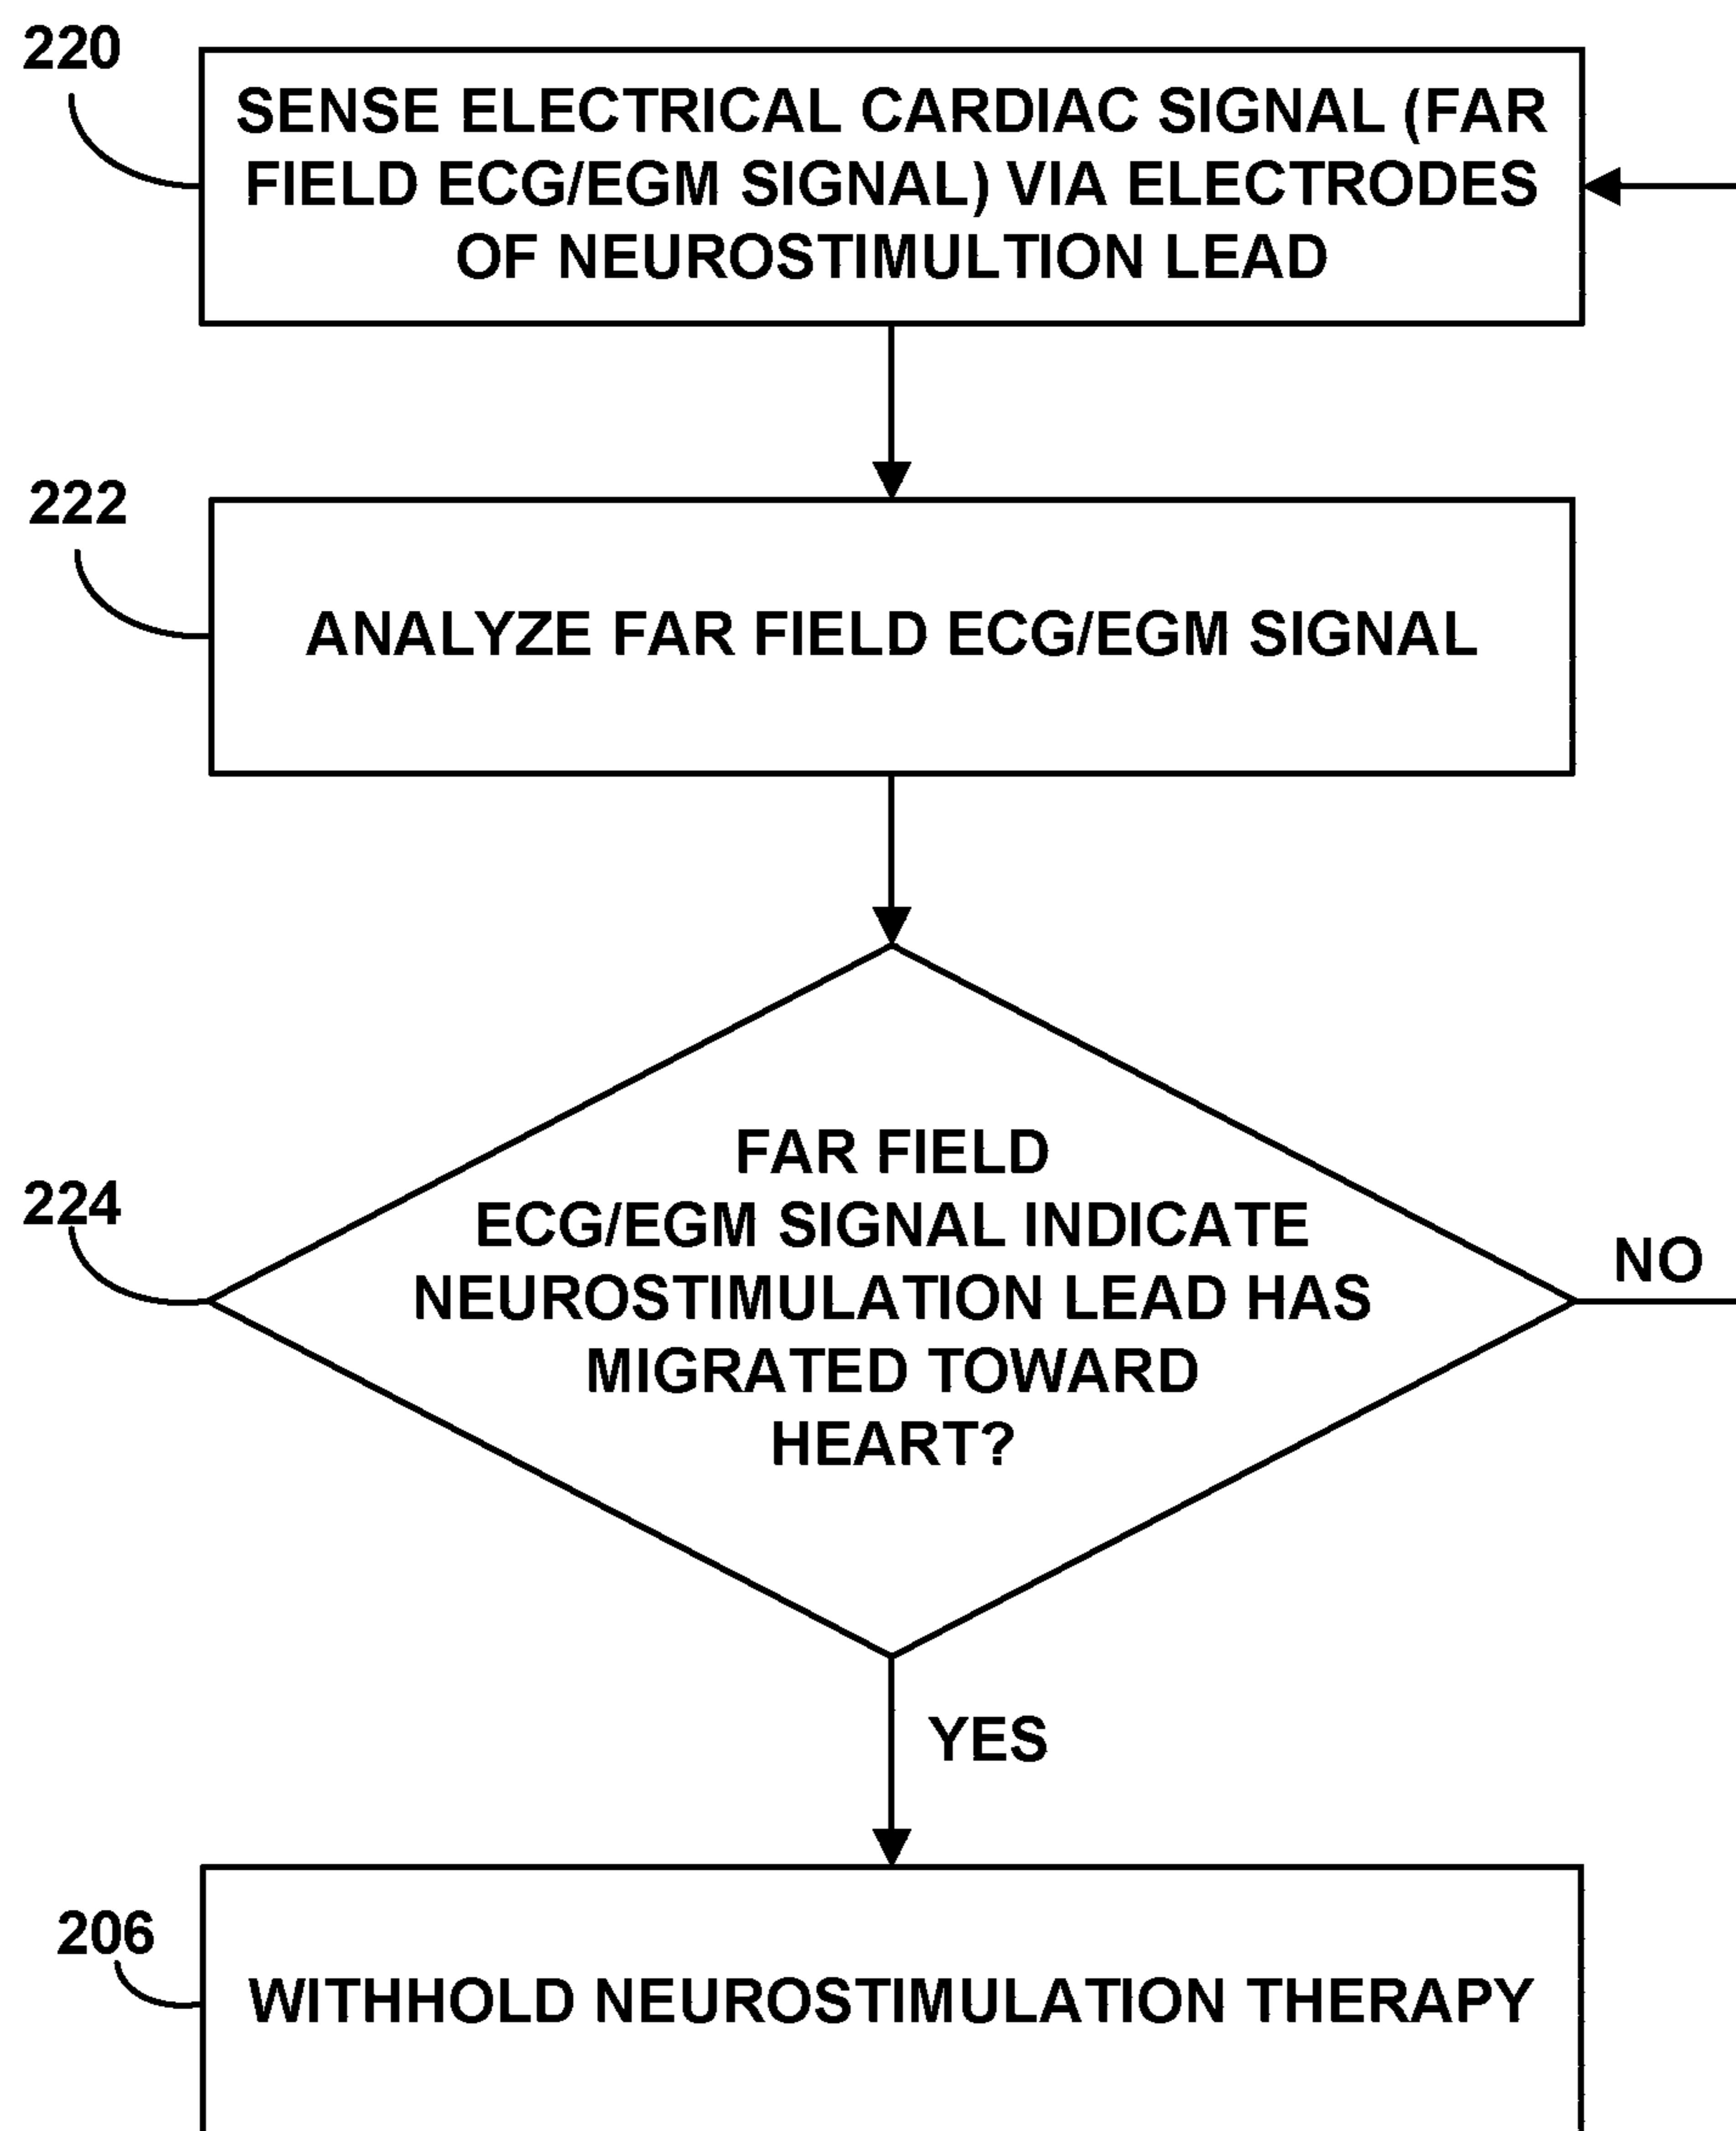 220
SENSE ELECTRICAL CARDIAC SIGNAL (FAR
FIELD ECG/EGM SIGNAL) VIA ELECTRODES
OF NEUROSTIMULTION LEAD
222
ANALYZE FAR FIELD ECG/EGM SIGNAL
224
FAR FIELD
ECG/EGM SIGNAL INDICATE
NEUROSTIMULATION LEAD HAS
MIGRATED TOWARD
HEART?
NO
YES
206
WITHHOLD NEUROSTIMULATION THERAPY